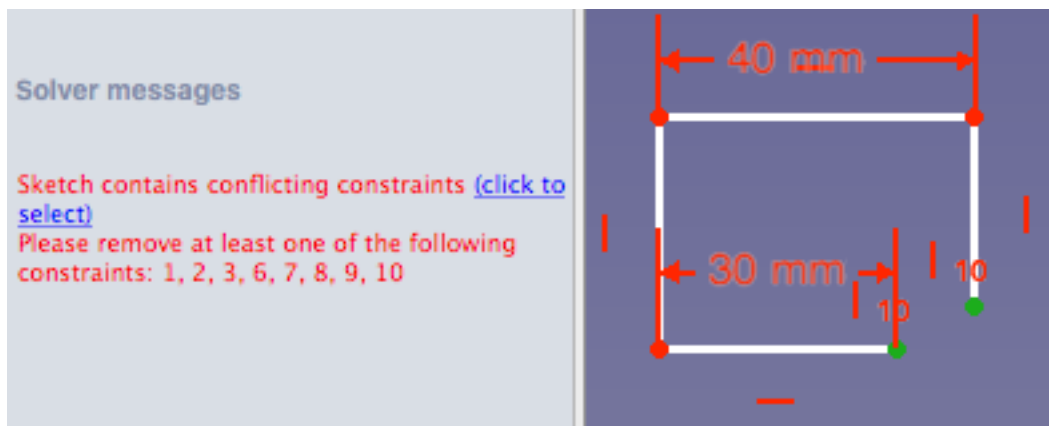 Solver messages
Sketch contains conflicting constraints (click to
select)
Please remove at least one of the following
constraints: 1, 2, 3, 6, 7, 8, 9, 10
40 mm
30 mm
10
10